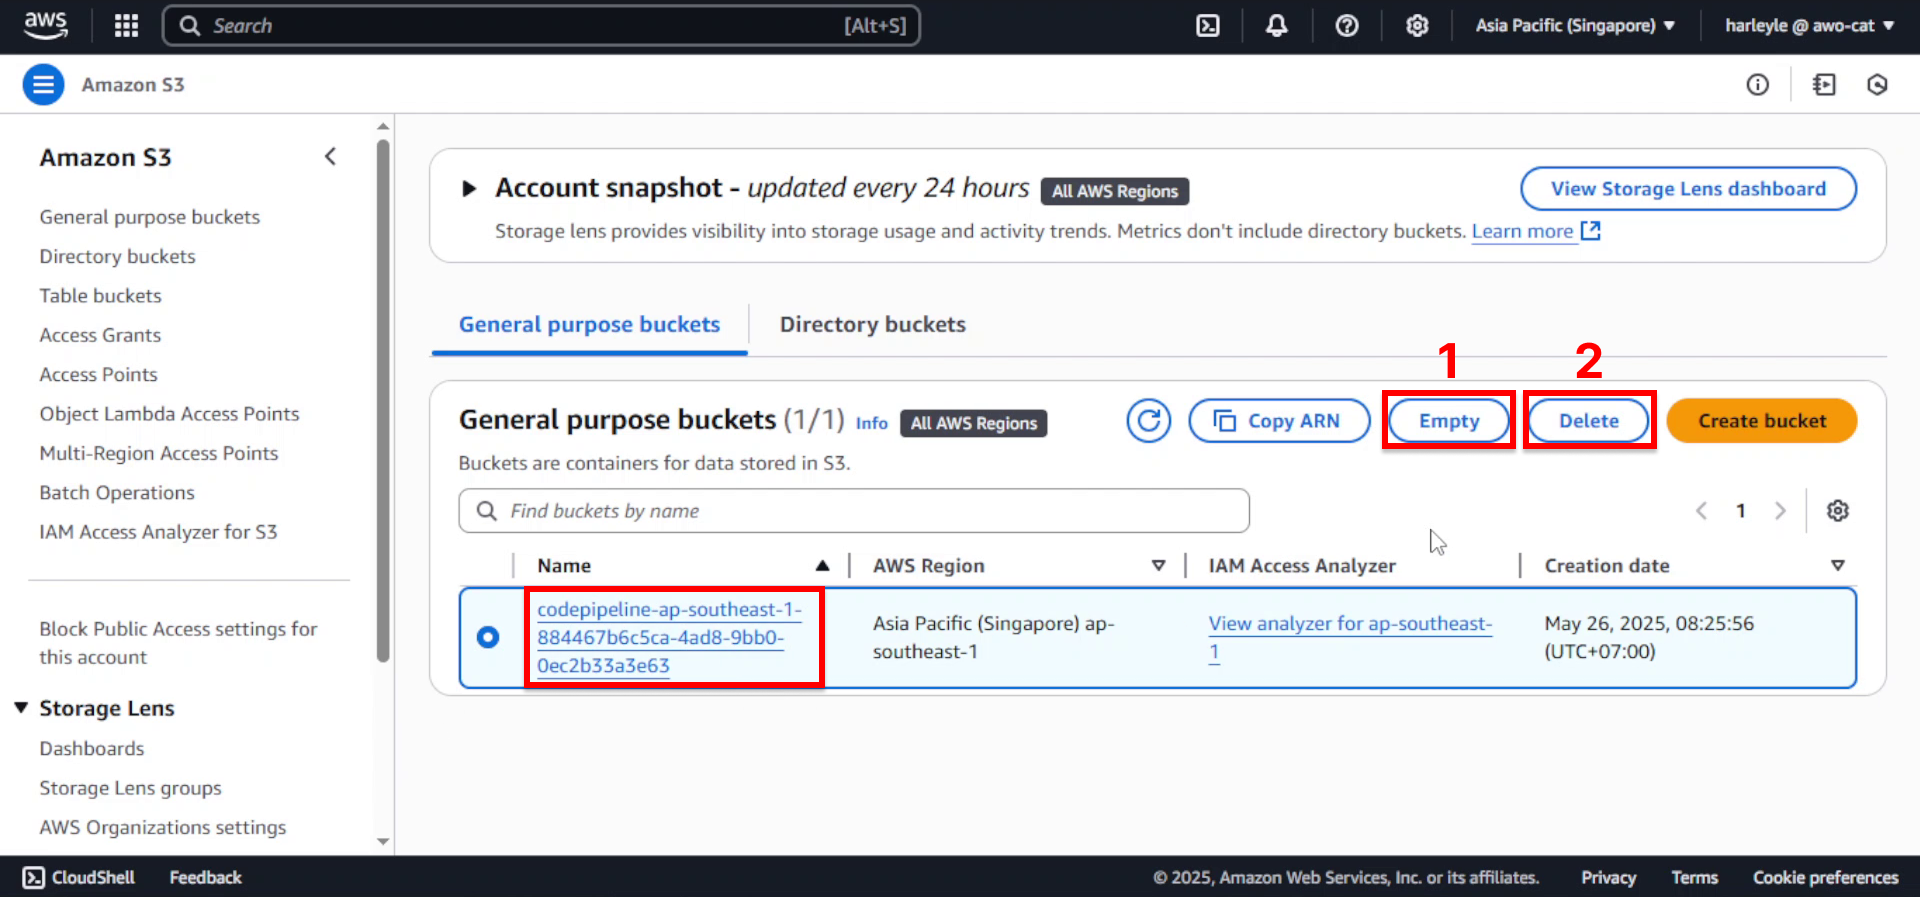 aws
Search [Alt+S]
Asia Pacific (Singapore)
harleyle @ awo-cat
Amazon S3
Amazon S3
General purpose buckets
Directory buckets
Table buckets
Access Grants
Access Points
Object Lambda Access Points
Multi-Region Access Points
Batch Operations
IAM Access Analyzer for S3
Block Public Access settings for
this account
Storage Lens
Dashboards
Storage Lens groups
AWS Organizations settings
Account snapshot - updated every 24 hours All AWS Regions
View Storage Lens dashboard
Storage lens provides visibility into storage usage and activity trends. Metrics don't include directory buckets. Learn more
General purpose buckets
Directory buckets
1
2
General purpose buckets (1/1) Info All AWS Regions
Copy ARN
Empty
Delete
Create bucket
Buckets are containers for data stored in S3.
Find buckets by name
1
Name
AWS Region
IAM Access Analyzer
Creation date
codepipeline-ap-southeast-1-
884467b6c5ca-4ad8-9bb0-
0ec2b33a3e63
Asia Pacific (Singapore) ap-
southeast-1
View analyzer for ap-southeast-
1
May 26, 2025, 08:25:56
(UTC+07:00)
CloudShell
Feedback
© 2025, Amazon Web Services, Inc. or its affiliates.
Privacy
Terms
Cookie preferences